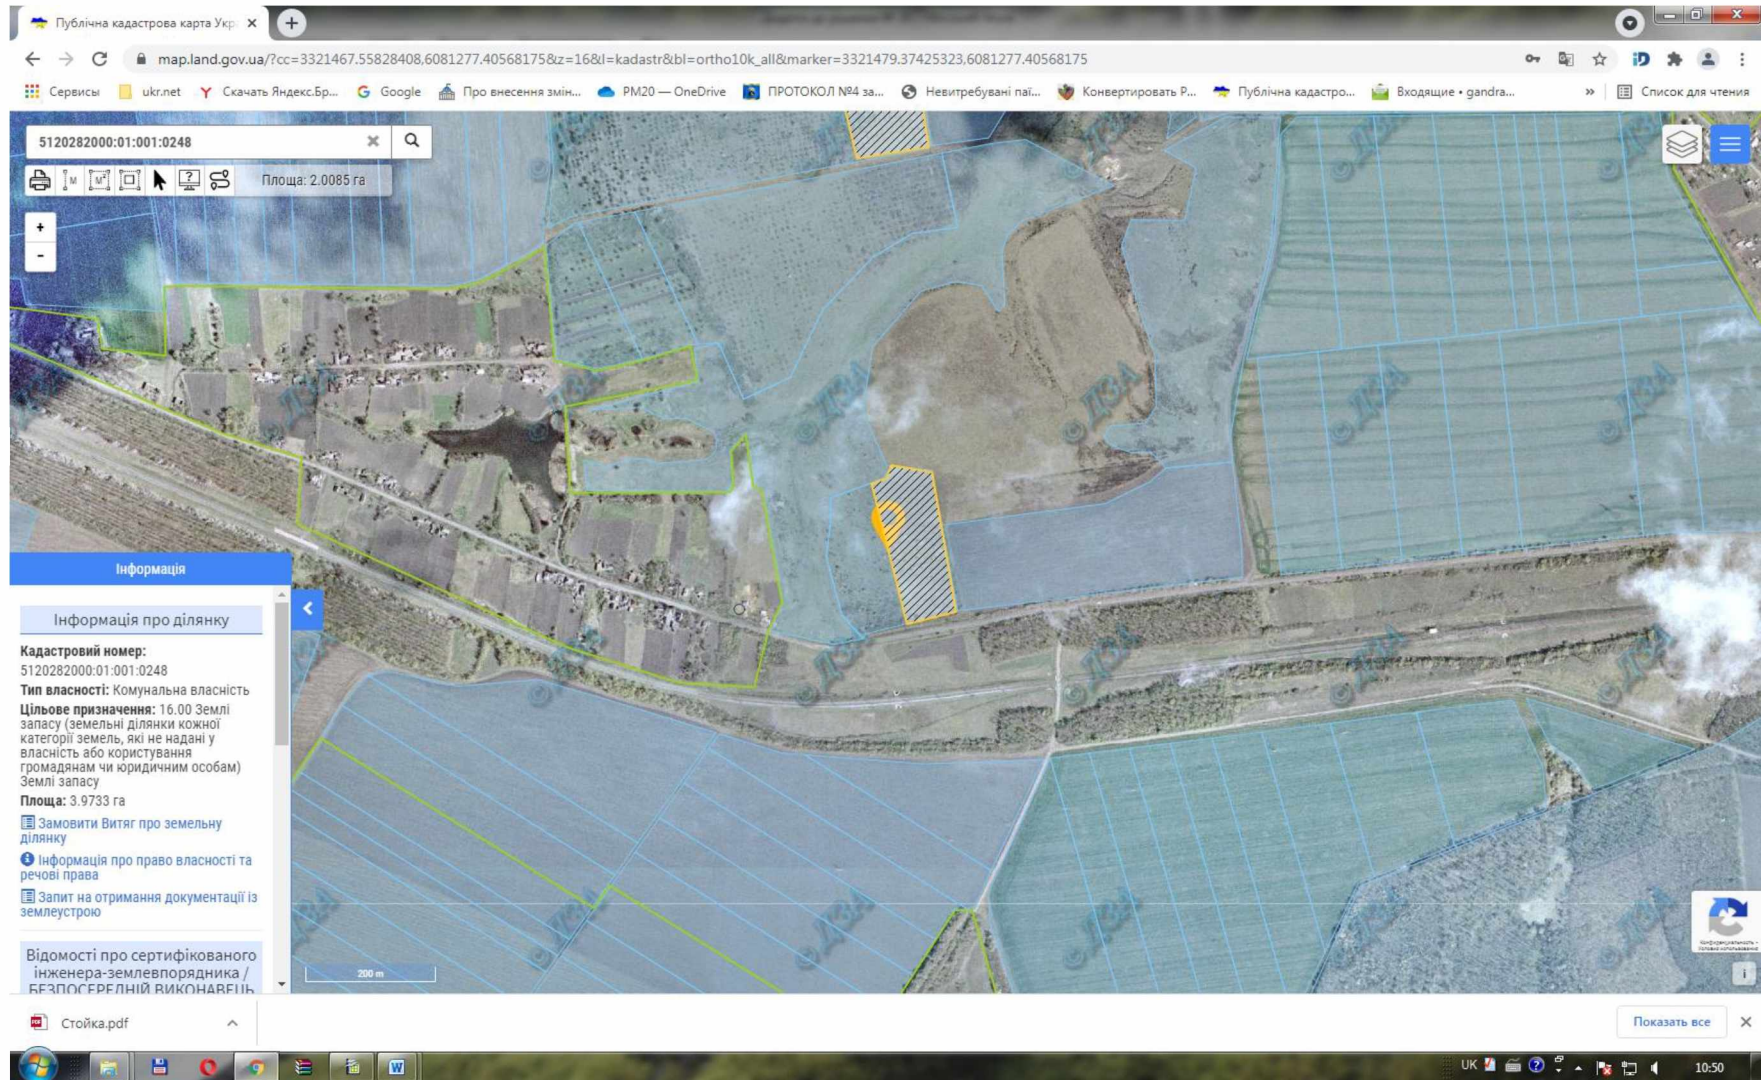 Публічна кадастрова карта Укр
map.land.gov.ua/?cc=3321467.55828408,6081277.40568175&z=16&l=kadastr&bl=ortho10k_all&marker=3321479.37425323,6081277.40568175
Сервисы ukr.net Скачать Яндекс.Бр... Google Про внесення змін... PM20 — OneDrive ПРОТОКОЛ №4 за... Невитребувані паї... Конвертировать P... Публічна кадастро... Входящие • gandra... » Список для чтения
5120282000:01:001:0248
Площа: 2.0085 га
+
-
© ДЗА
Інформація
Інформація про ділянку
Кадастровий номер:
5120282000:01:001:0248
Тип власності: Комунальна власність
Цільове призначення: 16.00 Землі
запасу (земельні ділянки кожної
категорії земель, які не надані у
власність або користування
громадянам чи юридичним особам)
Землі запасу
Площа: 3.9733 га
Замовити Витяг про земельну
ділянку
Інформація про право власності та
речові права
Запит на отримання документації із
землеустрою
Відомості про сертифікованого
інженера-землевпорядника /
БЕЗПОСЕРЕДНІЙ ВИКОНАВЕЦЬ
200 m
Стойка.pdf
Показать все
UK 10:50